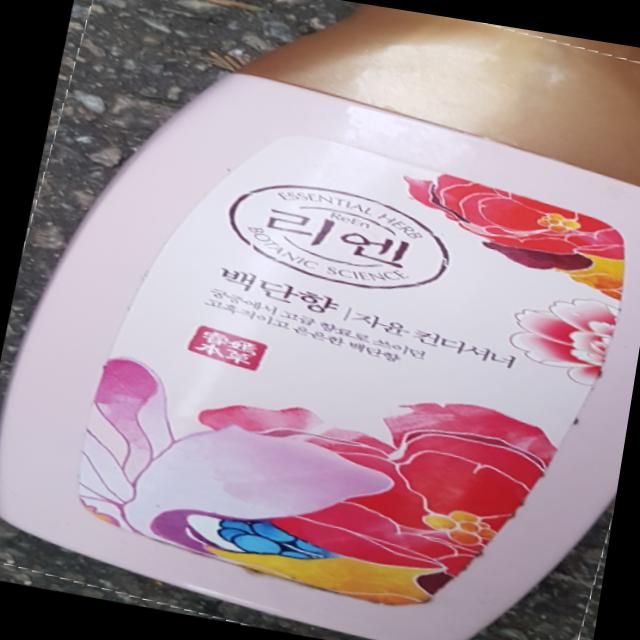 ESSENTIAL HERB
ReEn
리엔
BOTANIC SCIENCE
백단향 | 자윤 컨디셔너
궁중에서 고급 향료로 쓰이던
고혹적이고 은은한 백단향